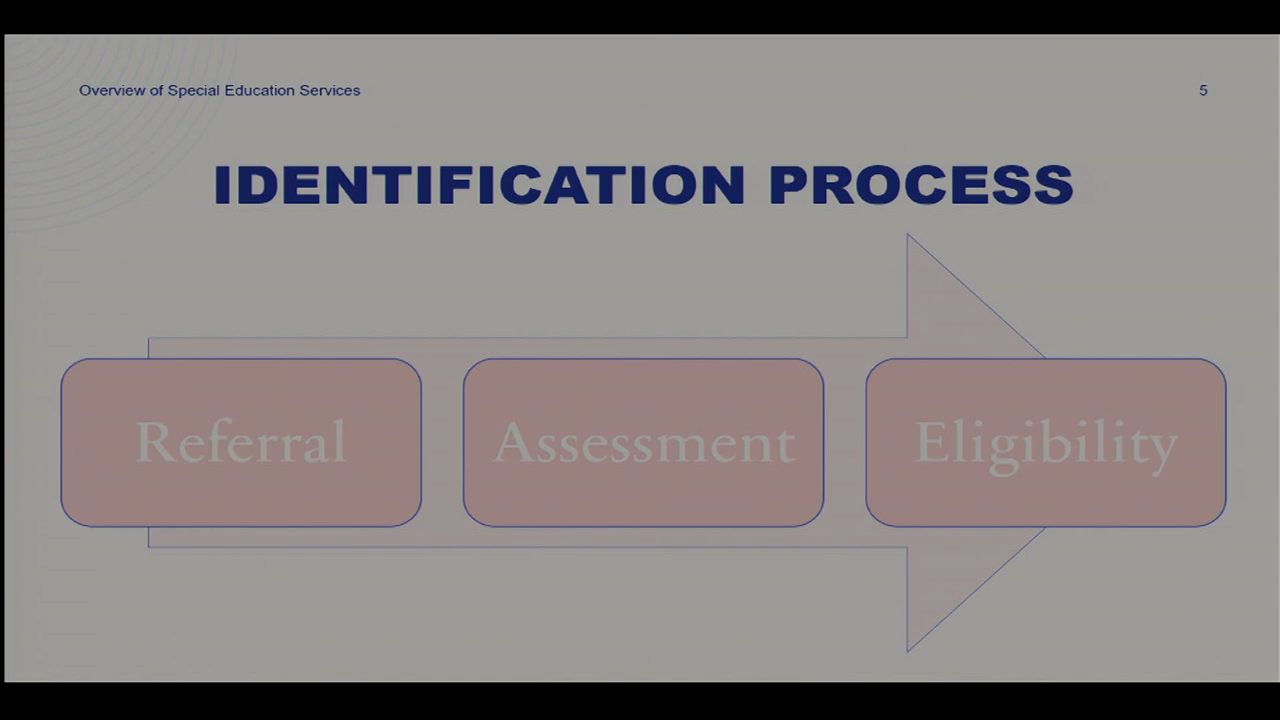 Overview of Special Education Services
5
IDENTIFICATION PROCESS
Referral
Assessment
Eligibility